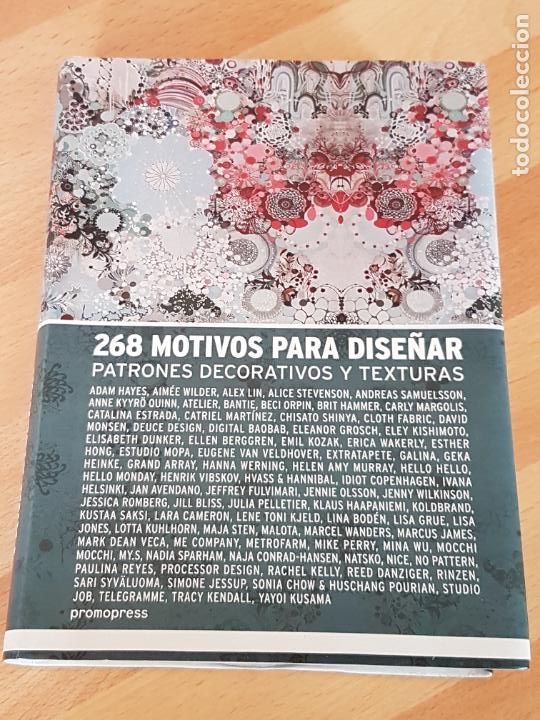 268 MOTIVOS PARA DISEÑAR
PATRONES DECORATIVOS Y TEXTURAS
ADAM HAYES, AIMÉE WILDER, ALEX LIN, ALICE STEVENSON, ANDREAS SAMUELSSON,
ANNE KYYRÖ QUINN, ATELIER, BANTIE, BECI ORPIN, BRIT HAMMER, CARLY MARGOLIS,
CATALINA ESTRADA, CATRIEL MARTÍNEZ, CHISATO SHINYA, CLOTH FABRIC, DAVID
MONSEN, DEUCE DESIGN, DIGITAL BAOBAB, ELEANOR GROSCH, ELEY KISHIMOTO,
ELISABETH DUNKER, ELLEN BERGGREN, EMIL KOZAK, ERICA WAKERLY, ESTHER
HONG, ESTUDIO MOPA, EUGENE VAN VELDHOVER, EXTRATAPETE, GALINA, GEKA
HEINKE, GRAND ARRAY, HANNA WERNING, HELEN AMY MURRAY, HELLO HELLO,
HELLO MONDAY, HENRIK VIBSKOV, HVASS & HANNIBAL, IDIOT COPENHAGEN, IVANA
HELSINKI, JAN AVENDANO, JEFFREY FULVIMARI, JENNIE OLSSON, JENNY WILKINSON,
JESSICA ROMBERG, JILL BLISS, JULIA PELLETIER, KLAUS HAAPANIEMI, KOLDBRAND,
KUSTAA SAKSI, LARA CAMERON, LENE TONI KJELD, LINA BODÉN, LISA GRUE, LISA
JONES, LOTTA KUHLHORN, MAJA STEN, MALOTA, MARCEL WANDERS, MARCUS JAMES,
MARK DEAN VECA, ME COMPANY, METROFARM, MIKE PERRY, MINA WU, MOCCHI
MOCCHI, MY.S, NADIA SPARHAM, NAJA CONRAD-HANSEN, NATSKO, NICE, NO PATTERN,
PAULINA REYES, PROCESSOR DESIGN, RACHEL KELLY, REED DANZIGER, RINZEN,
SARI SYVÄLUOMA, SIMONE JESSUP, SONIA CHOW & HUSCHANG POURIAN, STUDIO
JOB, TELEGRAMME, TRACY KENDALL, YAYOI KUSAMA
promopress
todocoleccion